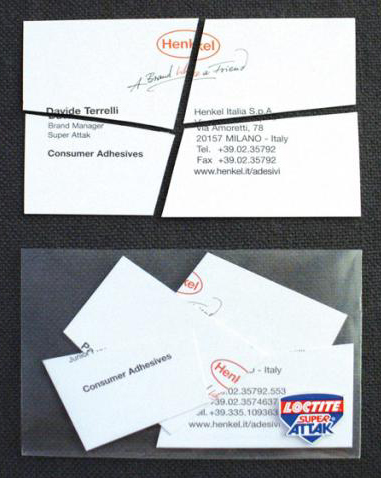 Henkel
A Brand like a Friend
Davide Terrelli
Brand Manager
Super Attak
Consumer Adhesives
Henkel Italia S.p.A.
Via Amoretti, 78
20157 MILANO - Italy
Tel. +39.02.35792
Fax +39.02.35792
www.henkel.it/adesivi
Consumer Adhesives
Henl
- Italy
.02.35792.553
+39.02.3574637
+39.335.109363
www.henkel.it/adesivi
LOCTITE
SUPER
ATTAK